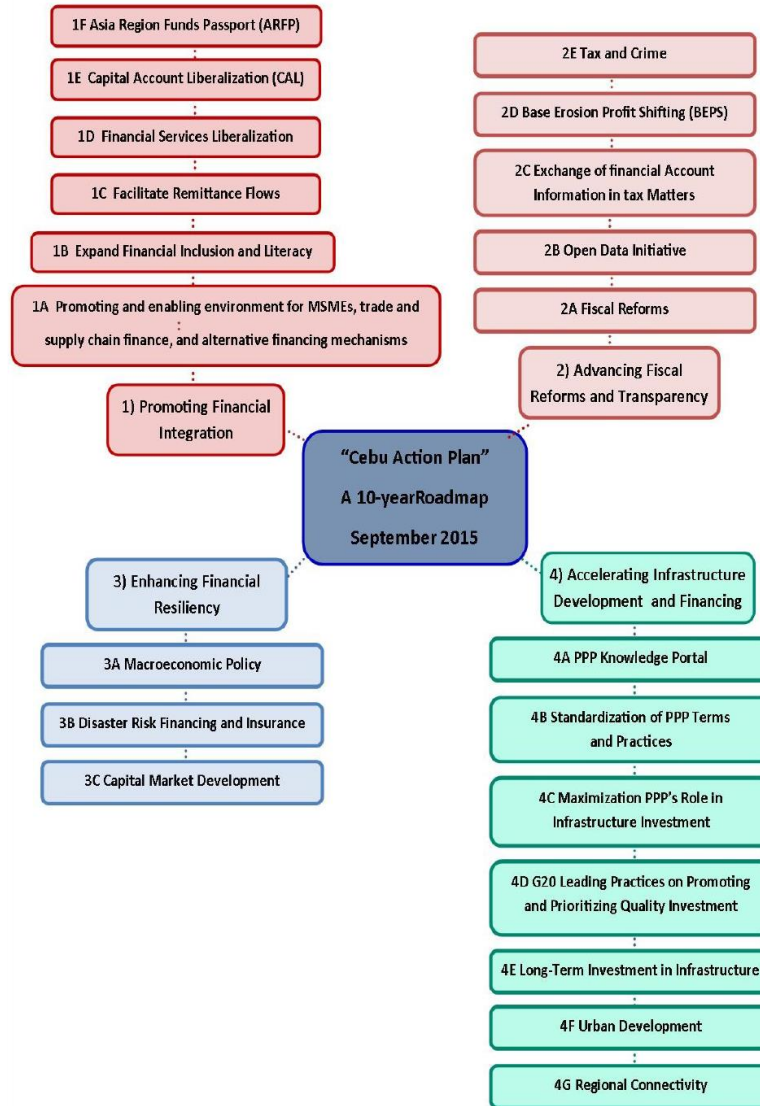 1F Asia Region Funds Passport (ARFP)
1E Capital Account Liberalization (CAL)
1D Financial Services Liberalization
1C Facilitate Remittance Flows
1B Expand Financial Inclusion and Literacy
1A Promoting and enabling environment for MSMEs, trade and
supply chain finance, and alternative financing mechanisms
1) Promoting Financial
Integration
2E Tax and Crime
2D Base Erosion Profit Shifting (BEPS)
2C Exchange of financial Account
Information in tax Matters
2B Open Data Initiative
2A Fiscal Reforms
2) Advancing Fiscal
Reforms and Transparency
“Cebu Action Plan”
A 10-yearRoadmap
September 2015
3) Enhancing Financial
Resiliency
3A Macroeconomic Policy
3B Disaster Risk Financing and Insurance
3C Capital Market Development
4) Accelerating Infrastructure
Development and Financing
4A PPP Knowledge Portal
4B Standardization of PPP Terms
and Practices
4C Maximization PPP’s Role in
Infrastructure Investment
4D G20 Leading Practices on Promoting
and Prioritizing Quality Investment
4E Long-Term Investment in Infrastructure
4F Urban Development
4G Regional Connectivity